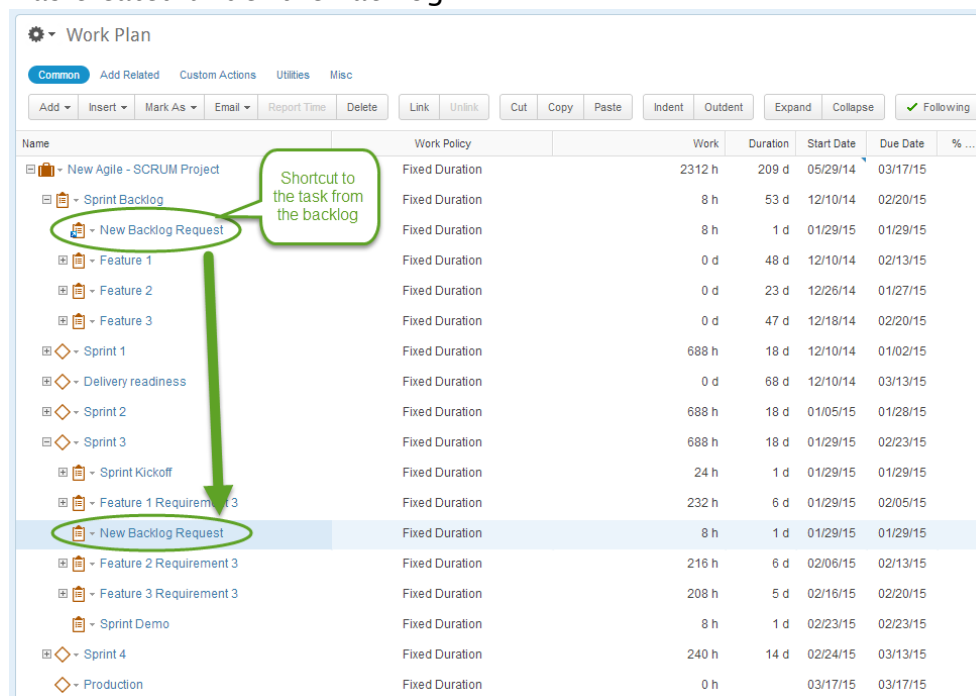 Work Plan
Common Add Related Custom Actions Utilities Misc
Add Insert Mark As Email Report Time Delete Link Unlink Cut Copy Paste Indent Outdent Expand Collapse Following
Name Work Policy Work Duration Start Date Due Date % ...
New Agile - SCRUM Project Fixed Duration 2312 h 209 d 05/29/14 03/17/15
Shortcut to
the task from
the backlog
Sprint Backlog Fixed Duration 8 h 53 d 12/10/14 02/20/15
New Backlog Request Fixed Duration 8 h 1 d 01/29/15 01/29/15
Feature 1 Fixed Duration 0 d 48 d 12/10/14 02/13/15
Feature 2 Fixed Duration 0 d 23 d 12/26/14 01/27/15
Feature 3 Fixed Duration 0 d 47 d 12/18/14 02/20/15
Sprint 1 Fixed Duration 688 h 18 d 12/10/14 01/02/15
Delivery readiness Fixed Duration 0 d 68 d 12/10/14 03/13/15
Sprint 2 Fixed Duration 688 h 18 d 01/05/15 01/28/15
Sprint 3 Fixed Duration 688 h 18 d 01/29/15 02/23/15
Sprint Kickoff Fixed Duration 24 h 1 d 01/29/15 01/29/15
Feature 1 Requirement 3 Fixed Duration 232 h 6 d 01/29/15 02/05/15
New Backlog Request Fixed Duration 8 h 1 d 01/29/15 01/29/15
Feature 2 Requirement 3 Fixed Duration 216 h 6 d 02/06/15 02/13/15
Feature 3 Requirement 3 Fixed Duration 208 h 5 d 02/16/15 02/20/15
Sprint Demo Fixed Duration 8 h 1 d 02/23/15 02/23/15
Sprint 4 Fixed Duration 240 h 14 d 02/24/15 03/13/15
Production Fixed Duration 0 h 03/17/15 03/17/15